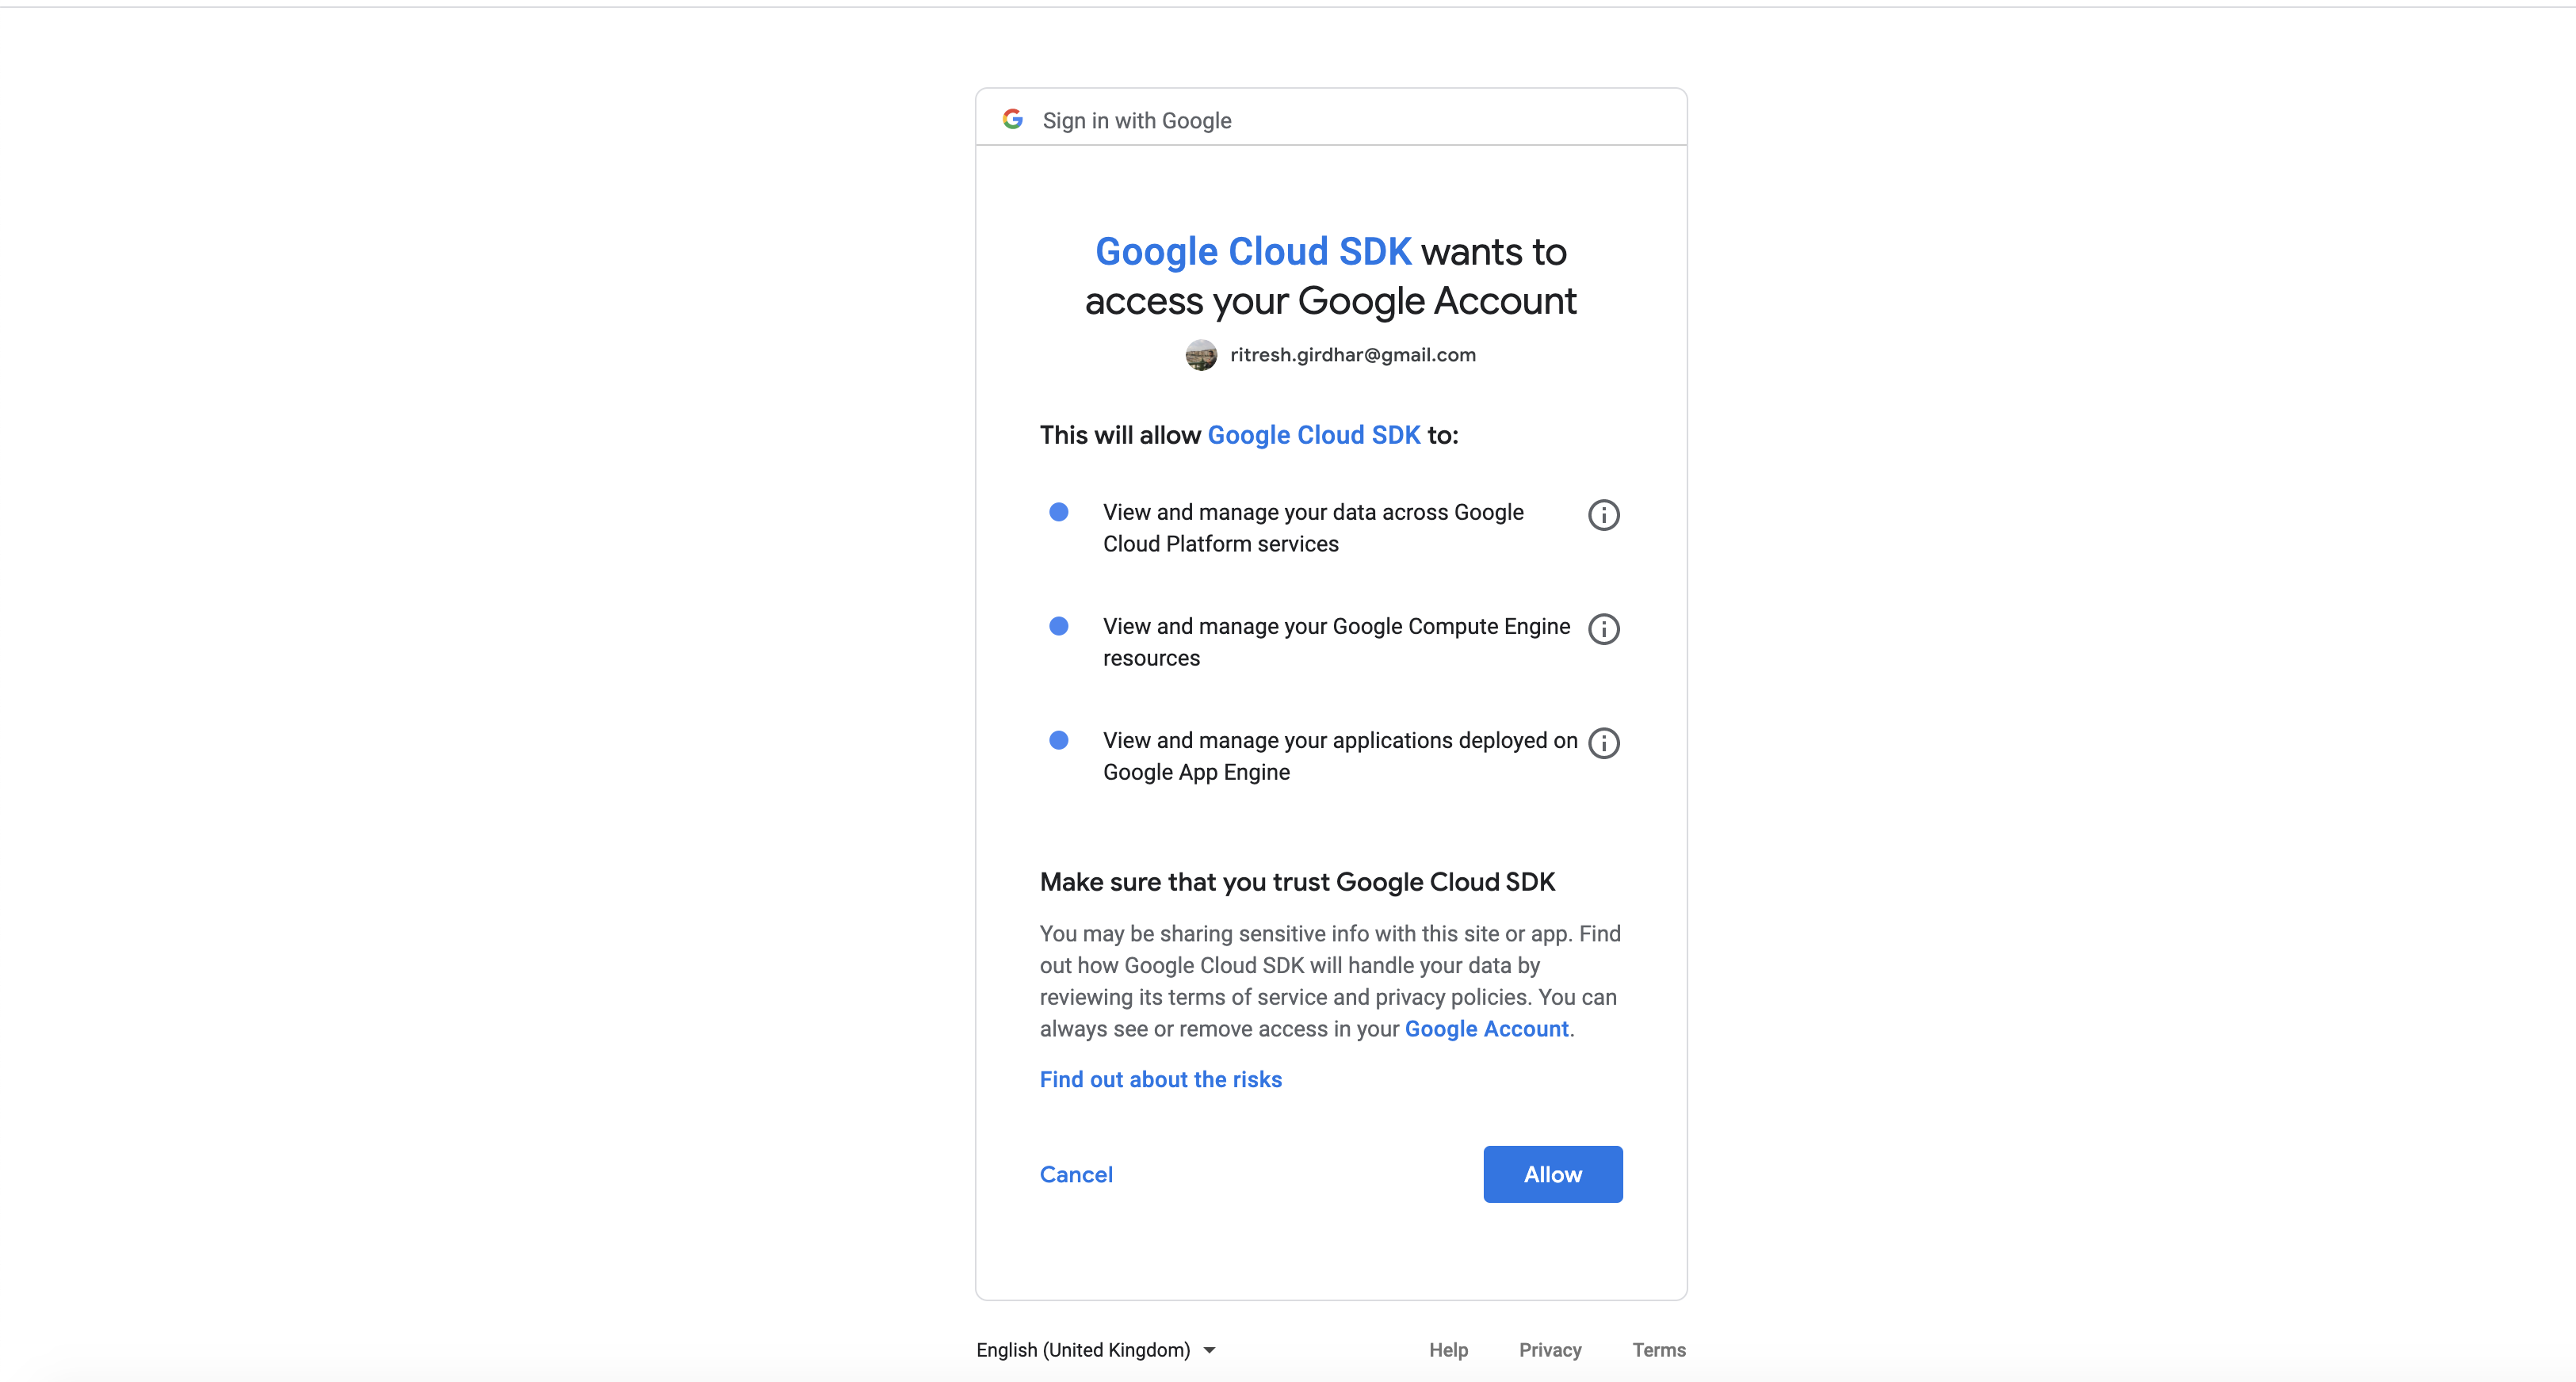 Sign in with Google
Google Cloud SDK wants to
access your Google Account
ritresh.girdhar@gmail.com
This will allow Google Cloud SDK to:
View and manage your data across Google
Cloud Platform services
View and manage your Google Compute Engine
resources
View and manage your applications deployed on
Google App Engine
Make sure that you trust Google Cloud SDK
You may be sharing sensitive info with this site or app. Find
out how Google Cloud SDK will handle your data by
reviewing its terms of service and privacy policies. You can
always see or remove access in your Google Account.
Find out about the risks
Cancel Allow
English (United Kingdom) Help Privacy Terms